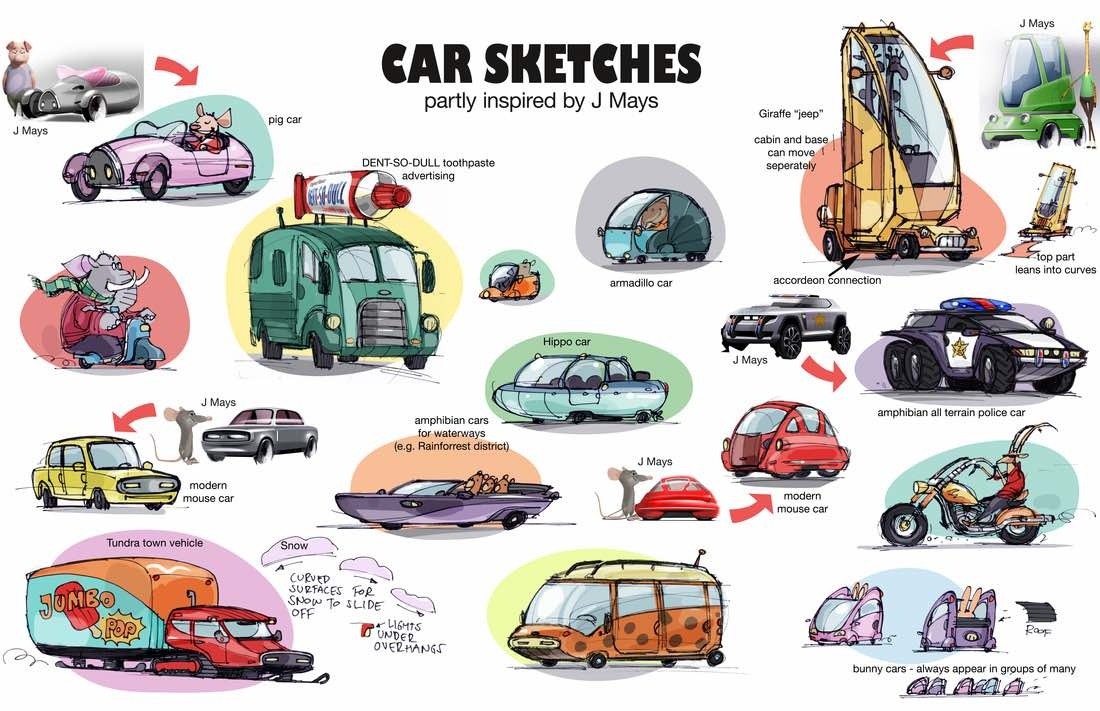 CAR SKETCHES
partly inspired by J Mays
J Mays
pig car
DENT-SO-DULL toothpaste
advertising
DENT-SO-DULL
armadillo car
Giraffe "jeep"
cabin and base
can move
seperately
J Mays
top part
leans into curves
accordeon connection
Hippo car
J Mays
amphibian all terrain police car
J Mays
modern
mouse car
amphibian cars
for waterways
(e.g. Rainforrest district)
J Mays
modern
mouse car
Tundra town vehicle
JUMBO
POP
Snow
CURVED
SURFACES FOR
SNOW TO SLIDE
OFF
LIGHTS
UNDER
OVERHANGS
ROOF
bunny cars - always appear in groups of many